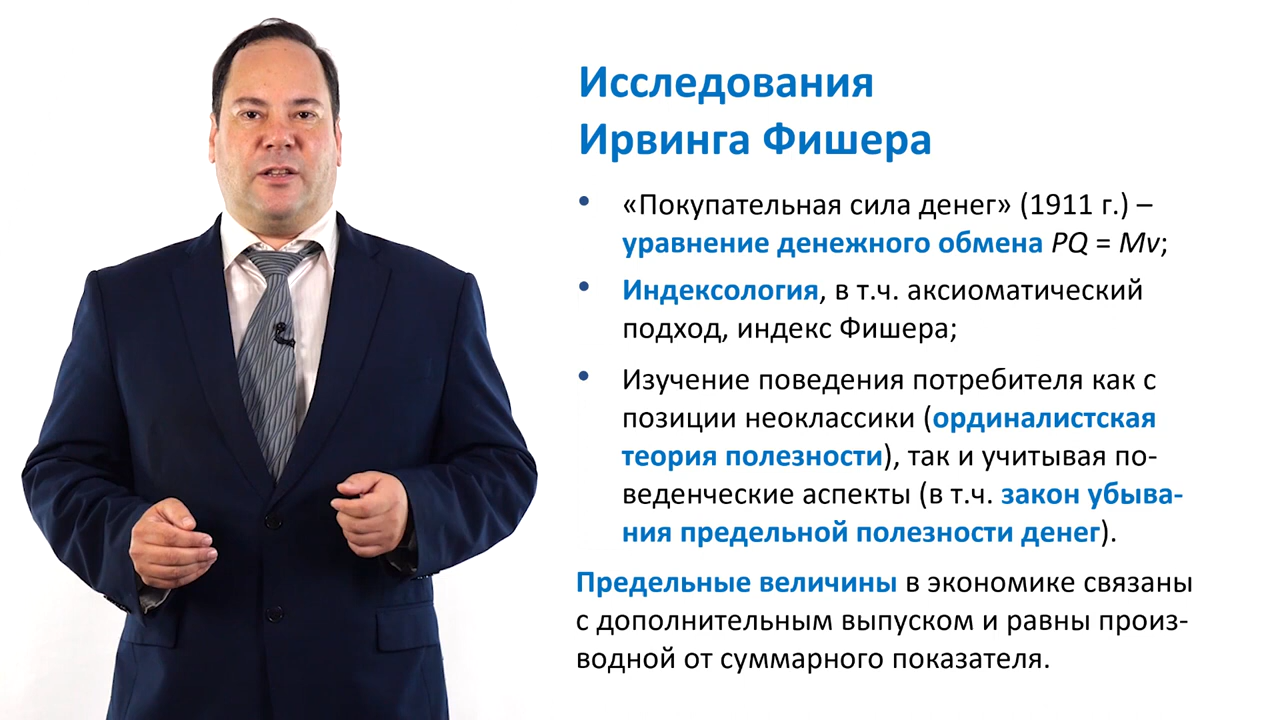 Исследования
Ирвинга Фишера
• «Покупательная сила денег» (1911 г.) –
уравнение денежного обмена PQ = Mv;
• Индексология, в т.ч. аксиоматический
подход, индекс Фишера;
• Изучение поведения потребителя как с
позиции неоклассики (ординалистская
теория полезности), так и учитывая по-
веденческие аспекты (в т.ч. закон убыва-
ния предельной полезности денег).
Предельные величины в экономике связаны
с дополнительным выпуском и равны произ-
водной от суммарного показателя.